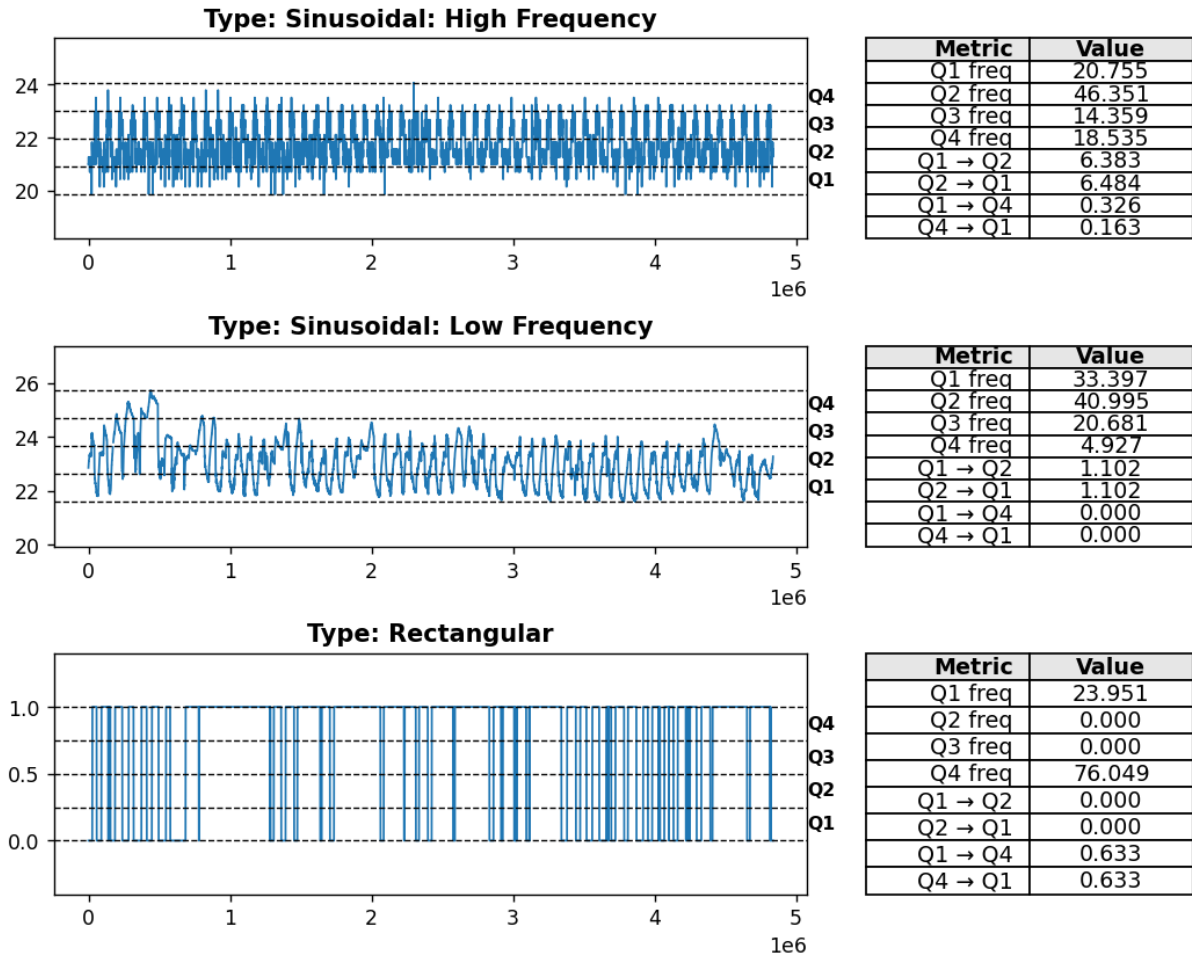 Type: Sinusoidal: High Frequency
24
22
20
Q4
Q3
Q2
Q1
0 1 2 3 4 5
1e6
Metric Value
Q1 freq 20.755
Q2 freq 46.351
Q3 freq 14.359
Q4 freq 18.535
Q1 → Q2 6.383
Q2 → Q1 6.484
Q1 → Q4 0.326
Q4 → Q1 0.163
Type: Sinusoidal: Low Frequency
26
24
22
20
Q4
Q3
Q2
Q1
0 1 2 3 4 5
1e6
Metric Value
Q1 freq 33.397
Q2 freq 40.995
Q3 freq 20.681
Q4 freq 4.927
Q1 → Q2 1.102
Q2 → Q1 1.102
Q1 → Q4 0.000
Q4 → Q1 0.000
Type: Rectangular
1.0
0.5
0.0
Q4
Q3
Q2
Q1
0 1 2 3 4 5
1e6
Metric Value
Q1 freq 23.951
Q2 freq 0.000
Q3 freq 0.000
Q4 freq 76.049
Q1 → Q2 0.000
Q2 → Q1 0.000
Q1 → Q4 0.633
Q4 → Q1 0.633